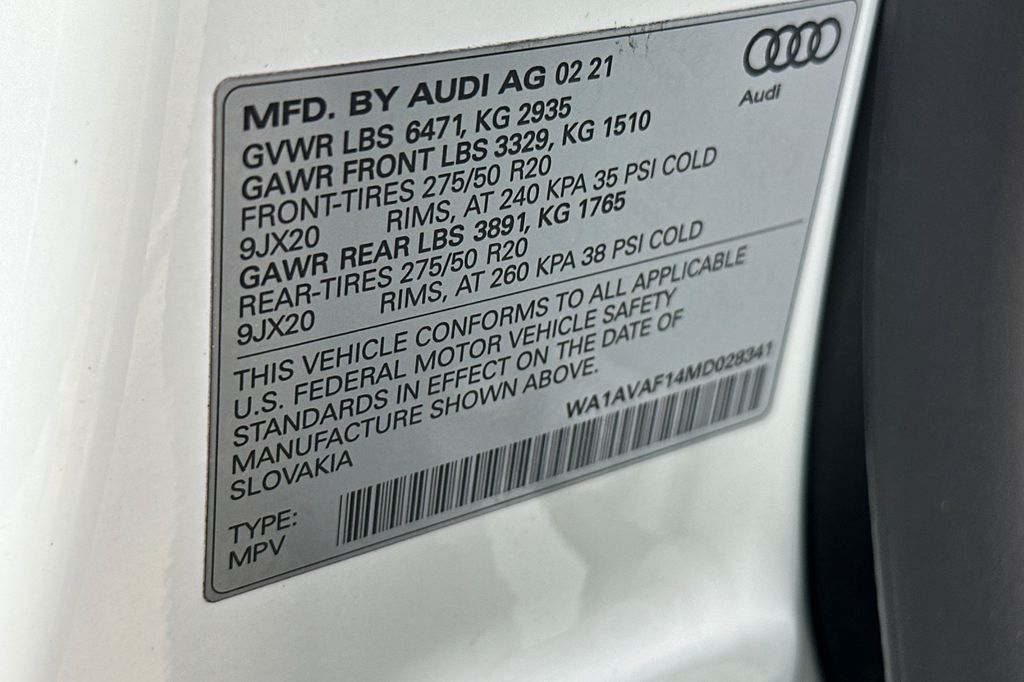 MFD. BY AUDI AG 02 21
Audi
GVWR LBS 6471, KG 2935
GAWR FRONT LBS 3329, KG 1510
FRONT-TIRES 275/50 R20
9JX20 RIMS, AT 240 KPA 35 PSI COLD
GAWR REAR LBS 3891, KG 1765
REAR-TIRES 275/50 R20
9JX20 RIMS, AT 260 KPA 38 PSI COLD
THIS VEHICLE CONFORMS TO ALL APPLICABLE
U.S. FEDERAL MOTOR VEHICLE SAFETY
STANDARDS IN EFFECT ON THE DATE OF
MANUFACTURE SHOWN ABOVE.
SLOVAKIA
WA1AVAF14MD028341
TYPE:
MPV